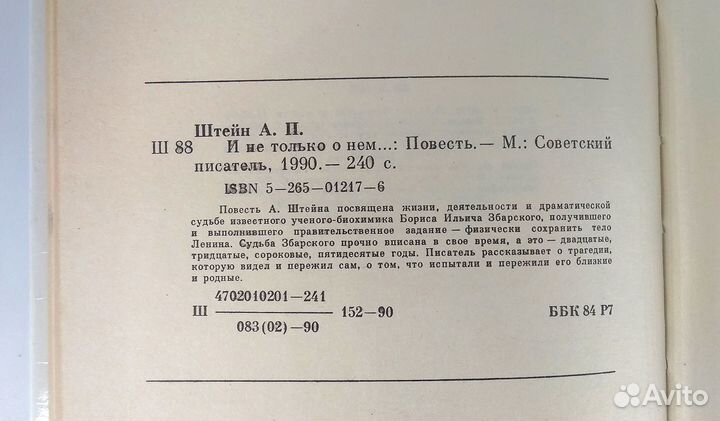 Штейн А. П.
Ш 88 И не только о нем...: Повесть. — М.: Советский
писатель, 1990. — 240 с.
ISBN 5—265—01217—6
Повесть А. Штейна посвящена жизни, деятельности и драматической
судьбе известного ученого-биохимика Бориса Ильича Збарского, получившего
и выполнившего правительственное задание — физически сохранить тело
Ленина. Судьба Збарского прочно вписана в свое время, а это — двадцатые,
тридцатые, сороковые, пятидесятые годы. Писатель рассказывает о трагедии,
которую видел и пережил сам, о том, что испытали и пережили его близкие
и родные.
4702010201—241
Ш 152—90 ББК 84 Р7
083(02)—90
Avito